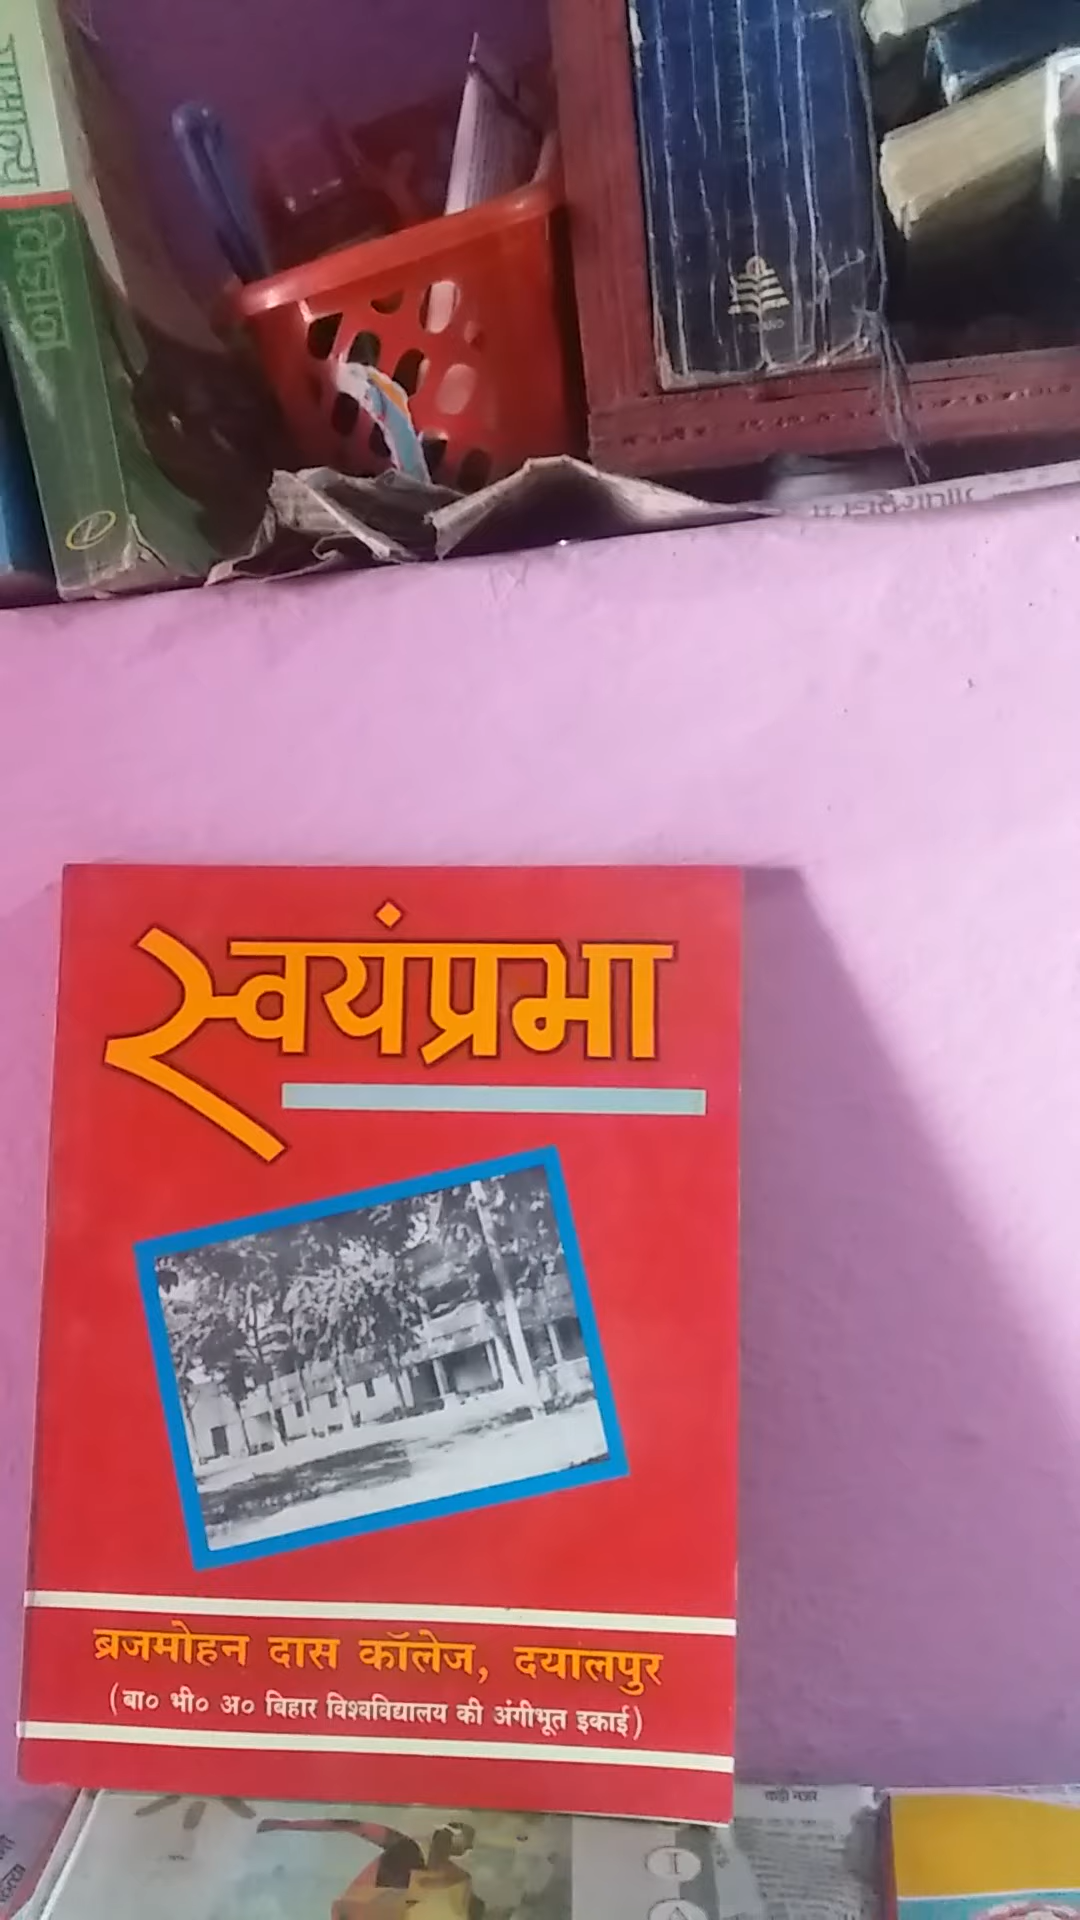 स्वयंप्रभा
ब्रजमोहन दास कॉलेज, दयालपुर
(बा० भी० अ० बिहार विश्वविद्यालय की अंगीभूत इकाई)